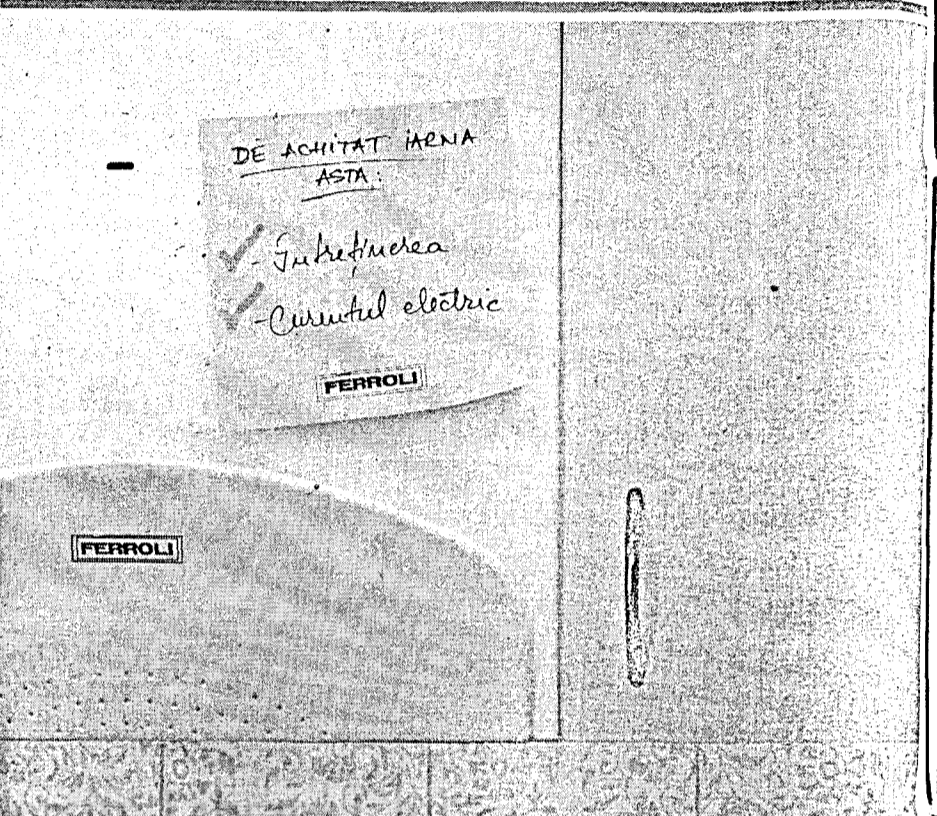 DE ACHITAT IARNA
ASTA:
- Întreținerea
- Curentul electric
FERROLI
FERROLI